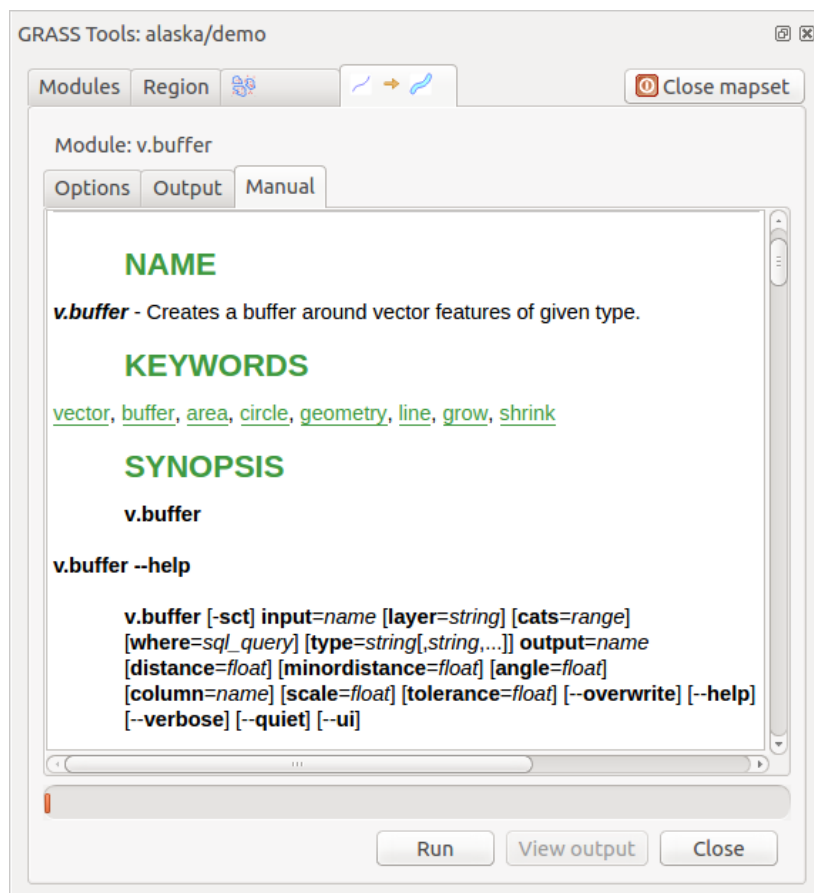 GRASS Tools: alaska/demo
Modules Region Close mapset
Module: v.buffer
Options Output Manual
NAME
v.buffer - Creates a buffer around vector features of given type.
KEYWORDS
vector, buffer, area, circle, geometry, line, grow, shrink
SYNOPSIS
v.buffer
v.buffer --help
v.buffer [-sct] input=name [layer=string] [cats=range]
[where=sql_query] [type=string[,string,...]] output=name
[distance=float] [minordistance=float] [angle=float]
[column=name] [scale=float] [tolerance=float] [--overwrite] [--help]
[--verbose] [--quiet] [--ui]
Run View output Close